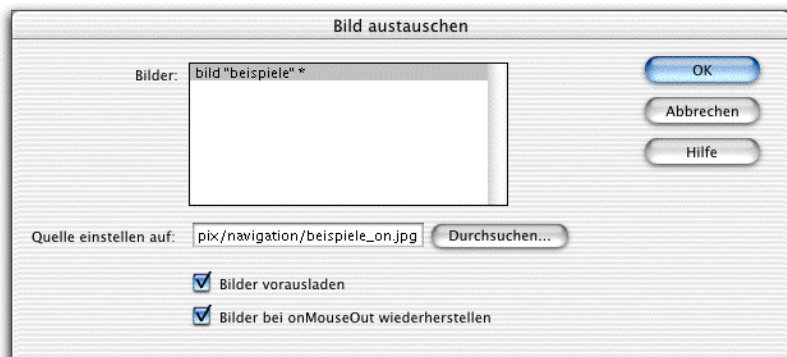 Bild austauschen
Bilder: bild "beispiele" *
OK
Abbrechen
Hilfe
Quelle einstellen auf: pix/navigation/beispiele_on.jpg Durchsuchen...
Bilder vorausladen
Bilder bei onMouseOut wiederherstellen